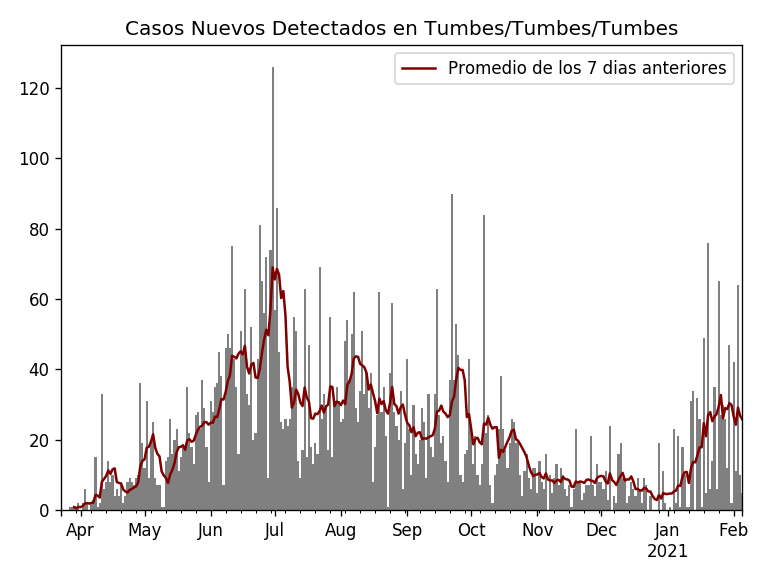 Casos Nuevos Detectados en Tumbes/Tumbes/Tumbes
Promedio de los 7 dias anteriores
120
100
80
60
40
20
0
Apr May Jun Jul Aug Sep Oct Nov Dec Jan Feb
2021